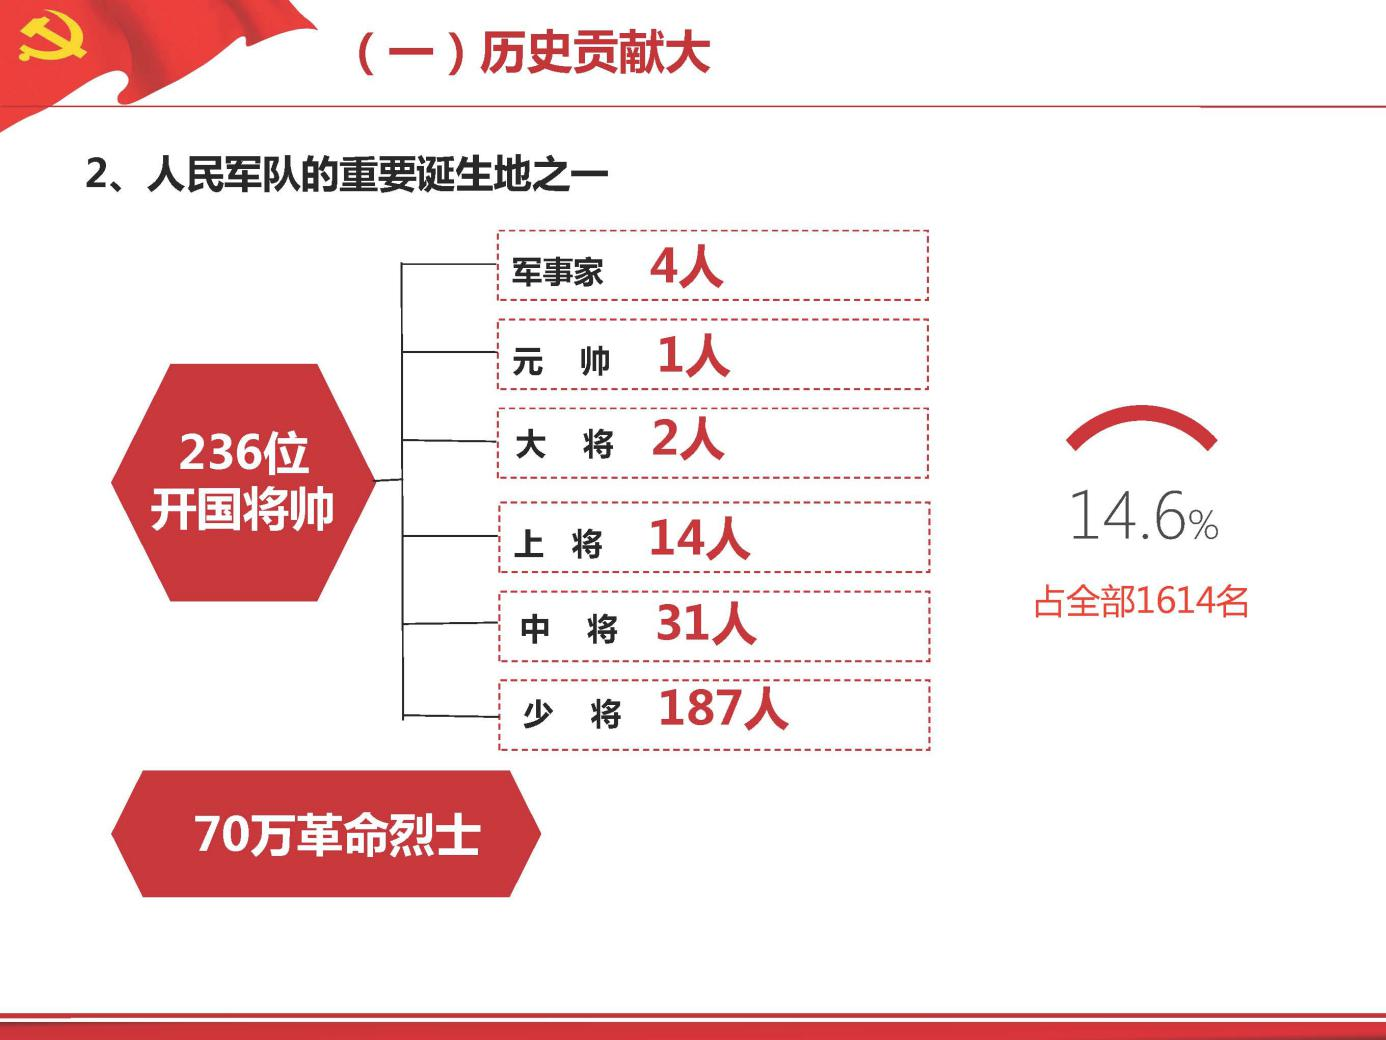 （一）历史贡献大
2、人民军队的重要诞生地之一
236位
开国将帅
军事家 4人
元 帅 1人
大 将 2人
上 将 14人
中 将 31人
少 将 187人
14.6%
占全部1614名
70万革命烈士